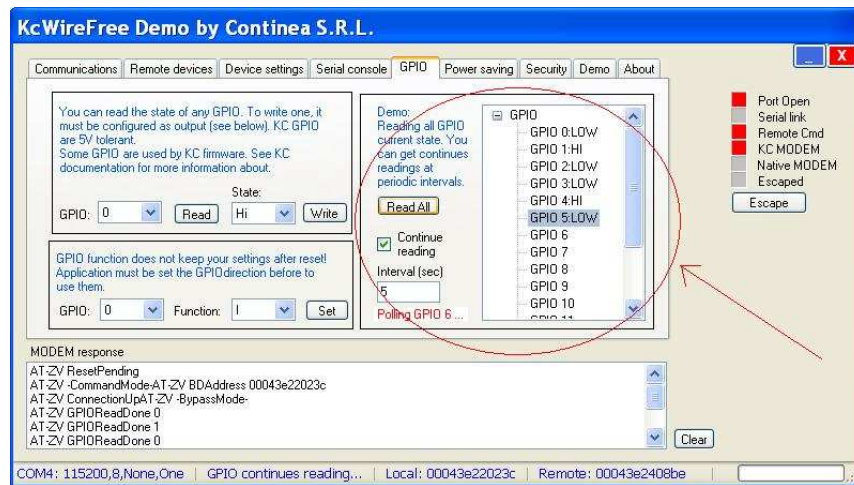 KcWireFree Demo by Continea S.R.L.
Communications Remote devices Device settings Serial console GPIO Power saving Security Demo About
You can read the state of any GPIO. To write one, it
must be configured as output (see below). KC GPIO
are 5V tolerant.
Some GPIO are used by KC firmware. See KC
documentation for more information about.
State:
GPIO: 0 Read Hi Write
GPIO function does not keep your settings after reset!
Application must be set the GPIO direction before to
use them.
GPIO: 0 Function: I Set
Demo:
Reading all GPIO
current state. You
can get continues
readings at
periodic intervals.
Read All
Continue
reading
Interval (sec)
5
Polling GPIO 6 ...
GPIO
GPIO 0:LOW
GPIO 1:HI
GPIO 2:LOW
GPIO 3:LOW
GPIO 4:HI
GPIO 5:LOW
GPIO 6
GPIO 7
GPIO 8
GPIO 9
GPIO 10
GPIO 11
X
Port Open
Serial link
Remote Cmd
KC MODEM
Native MODEM
Escaped
Escape
MODEM response
AT-ZV ResetPending
AT-ZV -CommandMode-AT-ZV BDAddress 00043e22023c
AT-ZV ConnectionUpAT-ZV -BypassMode-
AT-ZV GPIOReadDone 0
AT-ZV GPIOReadDone 1
AT-ZV GPIOReadDone 0
Clear
COM4: 115200,8,None,One GPIO continues reading... Local: 00043e22023c Remote: 00043e2408be